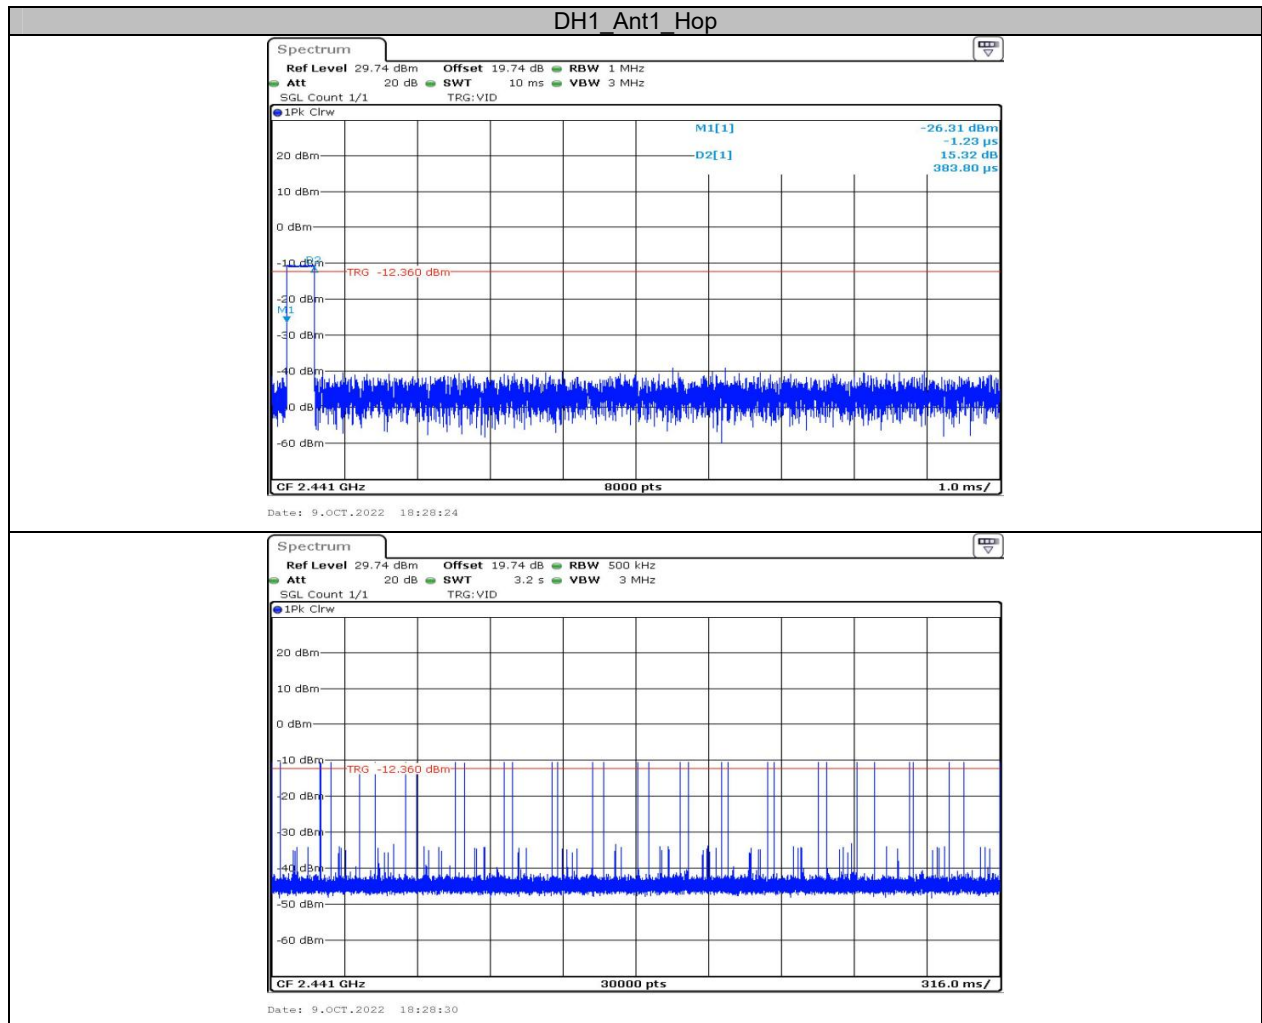 DH1_Ant1_Hop
Spectrum
Ref Level 29.74 dBm Offset 19.74 dB RBW 1 MHz
Att 20 dB SWT 10 ms VBW 3 MHz
SGL Count 1/1 TRG:VID
1Pk Clrw
M1[1] -26.31 dBm
-1.23 µs
20 dBm D2[1] 15.32 dB
383.80 µs
10 dBm
0 dBm
-10 dBm D2
TRG -12.360 dBm
-20 dBm
M1
-30 dBm
-40 dBm
-60 dBm
CF 2.441 GHz 8000 pts 1.0 ms/
Date: 9.OCT.2022 18:28:24
Spectrum
Ref Level 29.74 dBm Offset 19.74 dB RBW 500 kHz
Att 20 dB SWT 3.2 s VBW 3 MHz
SGL Count 1/1 TRG:VID
1Pk Clrw
20 dBm
10 dBm
0 dBm
-10 dBm
TRG -12.360 dBm
-20 dBm
-30 dBm
-40 dBm
-50 dBm
-60 dBm
CF 2.441 GHz 30000 pts 316.0 ms/
Date: 9.OCT.2022 18:28:30